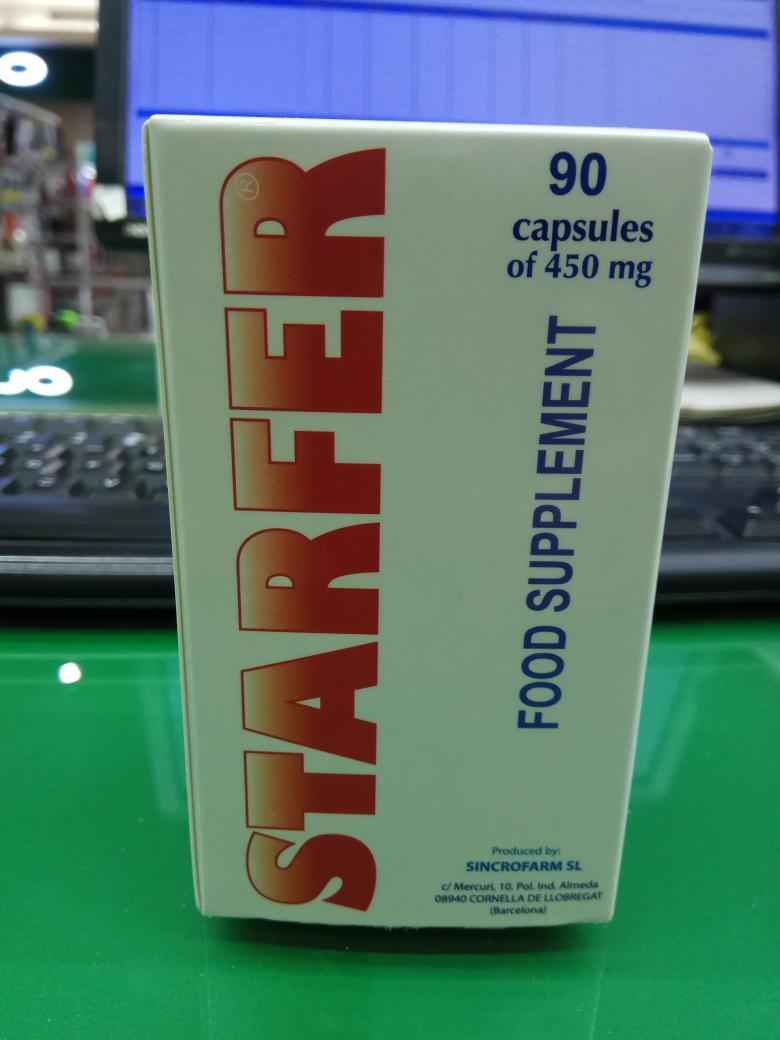 STARFER
®
90
capsules
of 450 mg
FOOD SUPPLEMENT
Produced by:
SINCROFARM SL
c/ Mercuri, 10. Pol. Ind. Almeda
08940 CORNELLA DE LLOBREGAT
(Barcelona)